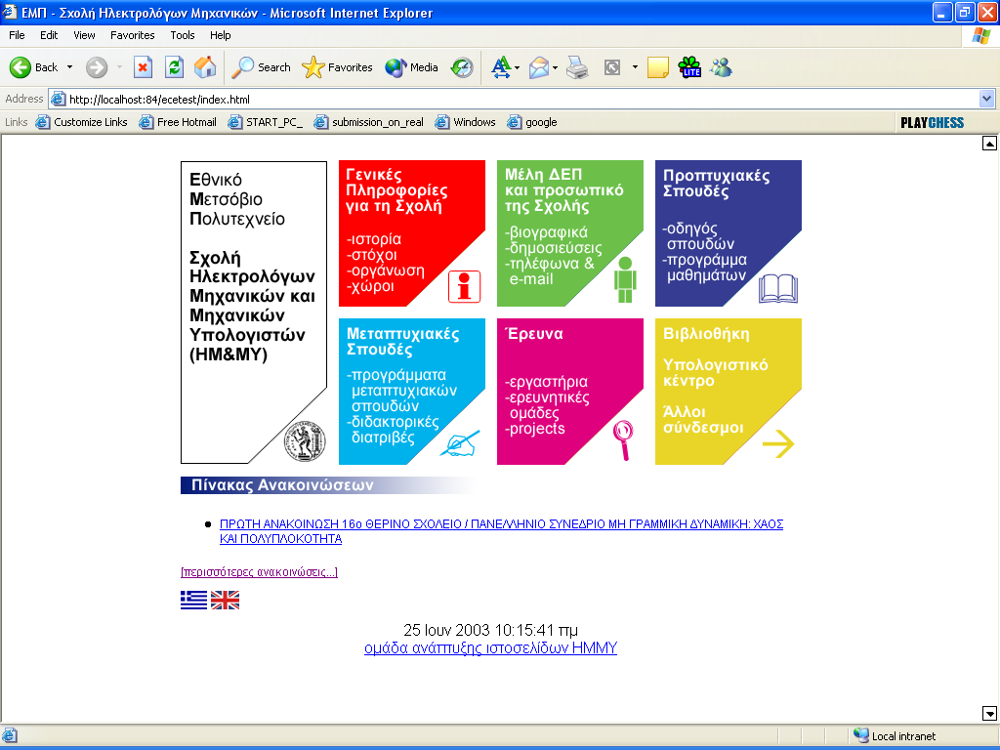 ΕΜΠ - Σχολή Ηλεκτρολόγων Μηχανικών - Microsoft Internet Explorer
File Edit View Favorites Tools Help
Back Search Favorites Media LITE
Address http://localhost:84/ecetest/index.html
Links Customize Links Free Hotmail START_PC_ submission_on_real Windows google PLAYCHESS
Εθνικό
Μετσόβιο
Πολυτεχνείο
Σχολή
Ηλεκτρολόγων
Μηχανικών και
Μηχανικών
Υπολογιστών
(ΗΜ&ΜΥ)
Γενικές
Πληροφορίες
για τη Σχολή
-ιστορία
-στόχοι
-οργάνωση
-χώροι
Μέλη ΔΕΠ
και προσωπικό
της Σχολής
-βιογραφικά
-δημοσιεύσεις
-τηλέφωνα &
e-mail
Προπτυχιακές
Σπουδές
-οδηγός
σπουδών
-πρόγραμμα
μαθημάτων
Μεταπτυχιακές
Σπουδές
-προγράμματα
μεταπτυχιακών
σπουδών
-διδακτορικές
διατριβές
Έρευνα
-εργαστήρια
-ερευνητικές
ομάδες
-projects
Βιβλιοθήκη
Υπολογιστικό
κέντρο
Άλλοι
σύνδεσμοι
Πίνακας Ανακοινώσεων
ΠΡΩΤΗ ΑΝΑΚΟΙΝΩΣΗ 16ο ΘΕΡΙΝΟ ΣΧΟΛΕΙΟ / ΠΑΝΕΛΛΗΝΙΟ ΣΥΝΕΔΡΙΟ ΜΗ ΓΡΑΜΜΙΚΗ ΔΥΝΑΜΙΚΗ: ΧΑΟΣ
ΚΑΙ ΠΟΛΥΠΛΟΚΟΤΗΤΑ
[περισσότερες ανακοινώσεις...]
25 Ιουν 2003 10:15:41 πμ
ομάδα ανάπτυξης ιστοσελίδων ΗΜΜΥ
Local intranet